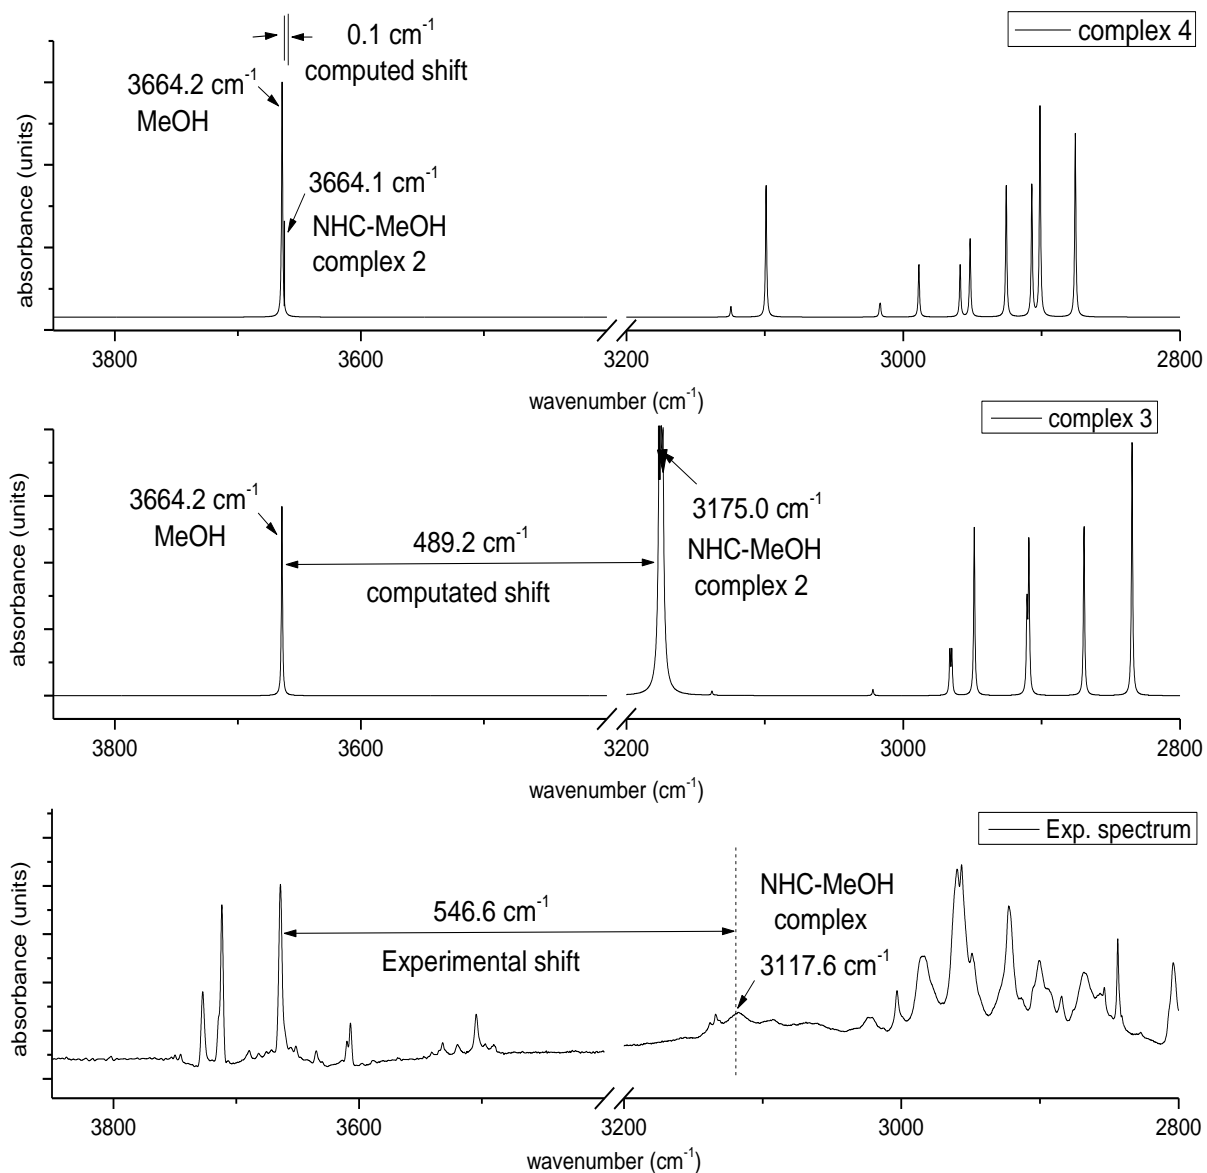 complex 4
0.1 cm⁻¹
computed shift
3664.2 cm⁻¹
MeOH
3664.1 cm⁻¹
NHC-MeOH
complex 2
absorbance (units)
3800 3600 3200 3000 2800
wavenumber (cm⁻¹)
complex 3
3664.2 cm⁻¹
MeOH
489.2 cm⁻¹
computated shift
3175.0 cm⁻¹
NHC-MeOH
complex 2
absorbance (units)
3800 3600 3200 3000 2800
wavenumber (cm⁻¹)
Exp. spectrum
546.6 cm⁻¹
Experimental shift
NHC-MeOH
complex
3117.6 cm⁻¹
absorbance (units)
3800 3600 3200 3000 2800
wavenumber (cm⁻¹)